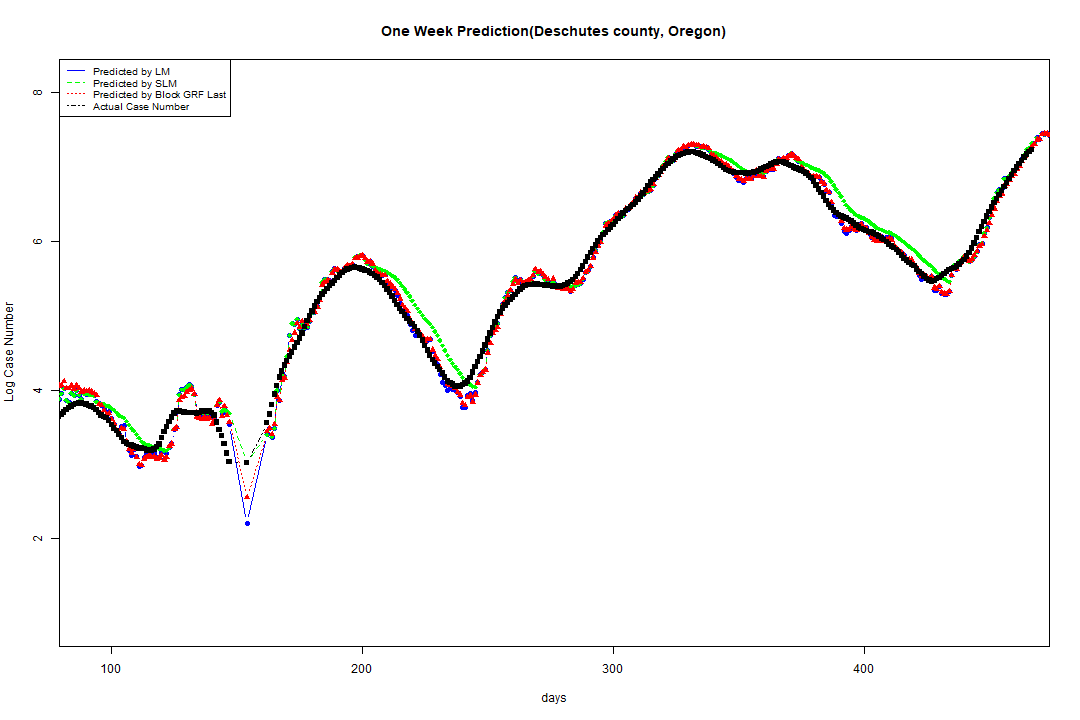 One Week Prediction(Deschutes county, Oregon)
Predicted by LM
Predicted by SLM
Predicted by Block GRF Last
Actual Case Number
8
6
4
2
Log Case Number
100 200 300 400
days